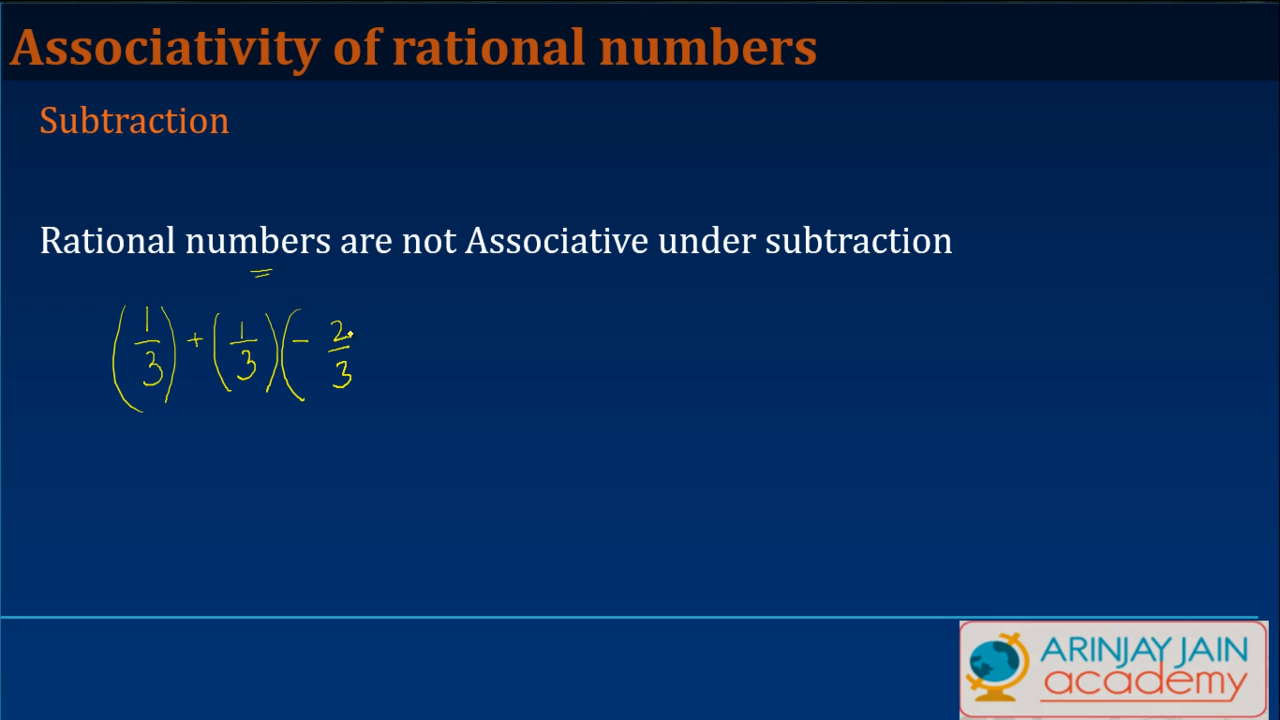 Associativity of rational numbers
Subtraction
Rational numbers are not Associative under subtraction
=
(1/3) + (1/3) (- 2/3
ARINJAY JAIN
academy